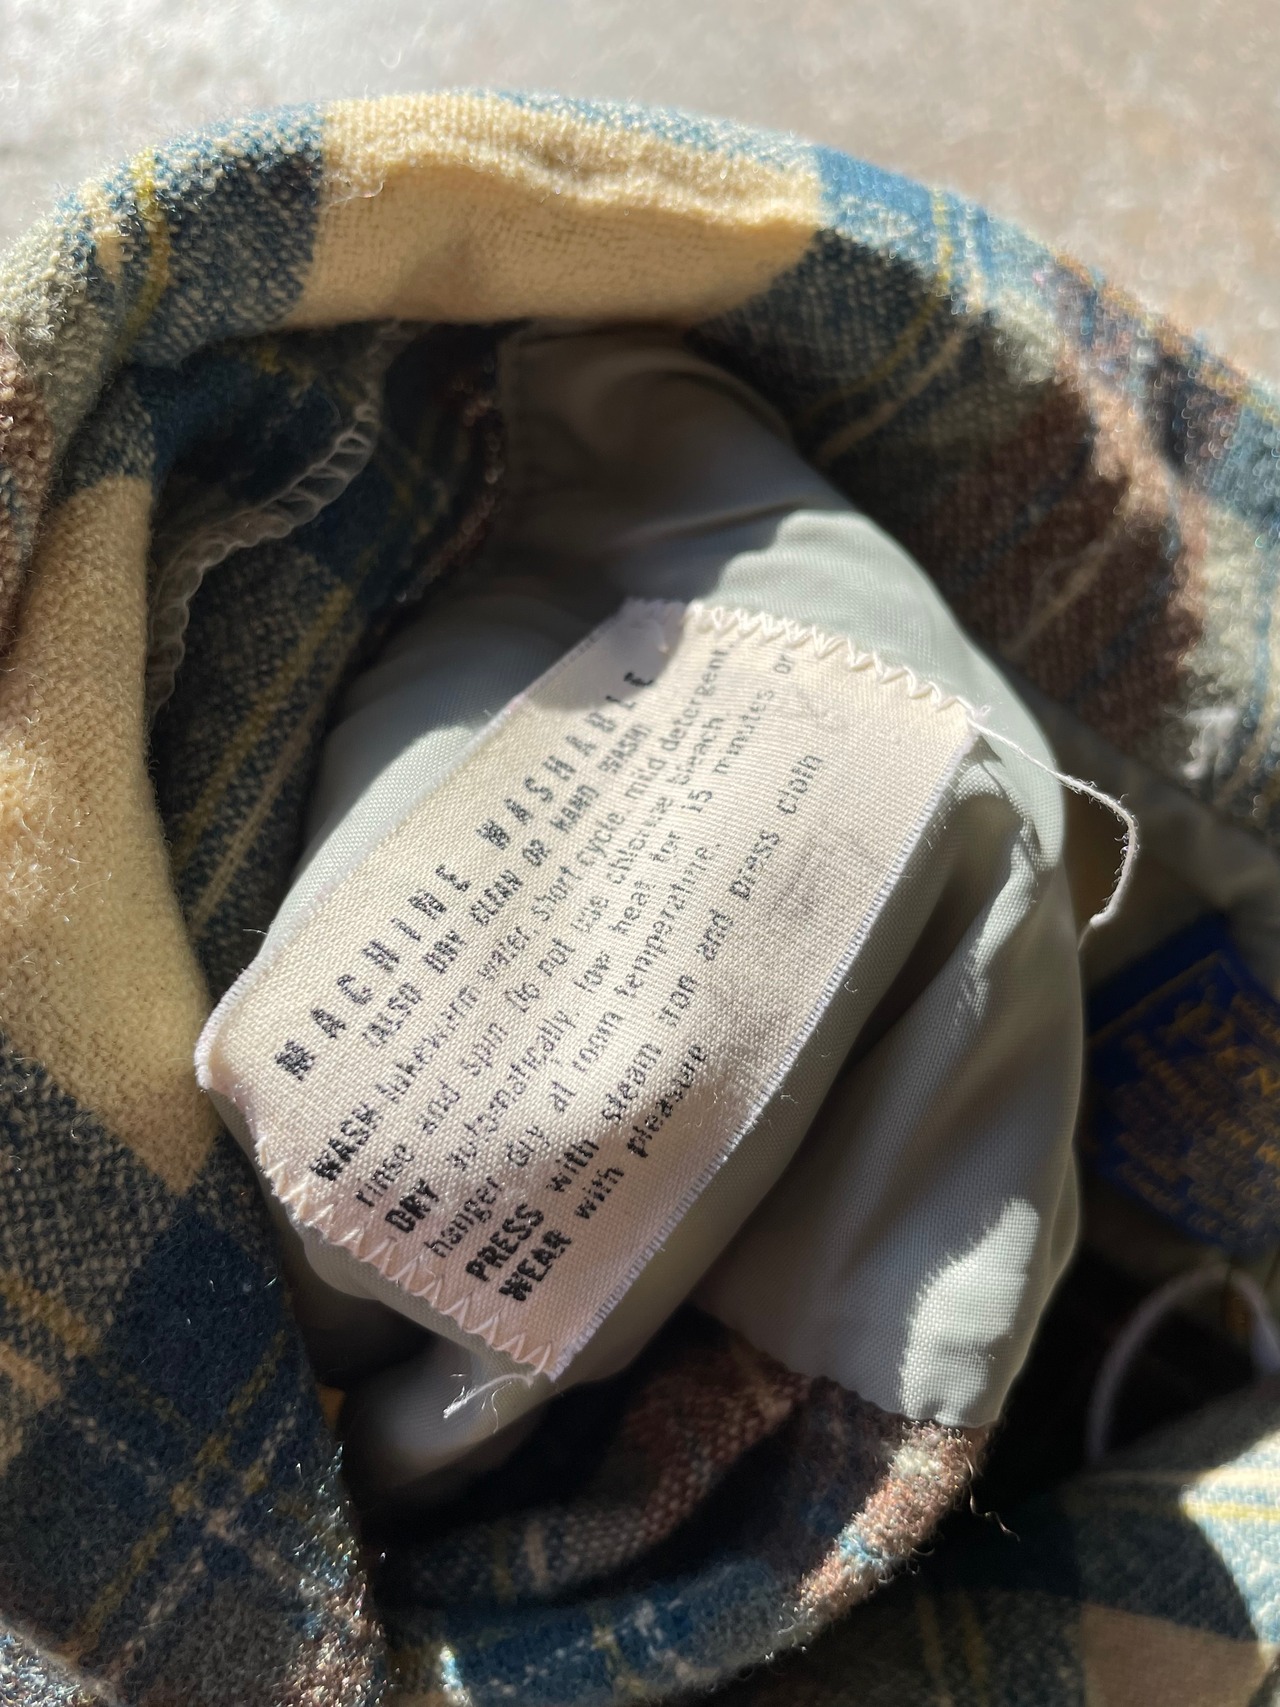 MACHINE WASHABLE
(ALSO DRY CLEAN OR HAND WASH)
WASH lukewarm water, short cycle, mild detergent,
rinse and spin. Do not use chlorine bleach.
DRY automatically, low heat for 15 minutes or
hanger dry at room temperature.
PRESS with steam iron and press cloth
WEAR with pleasure